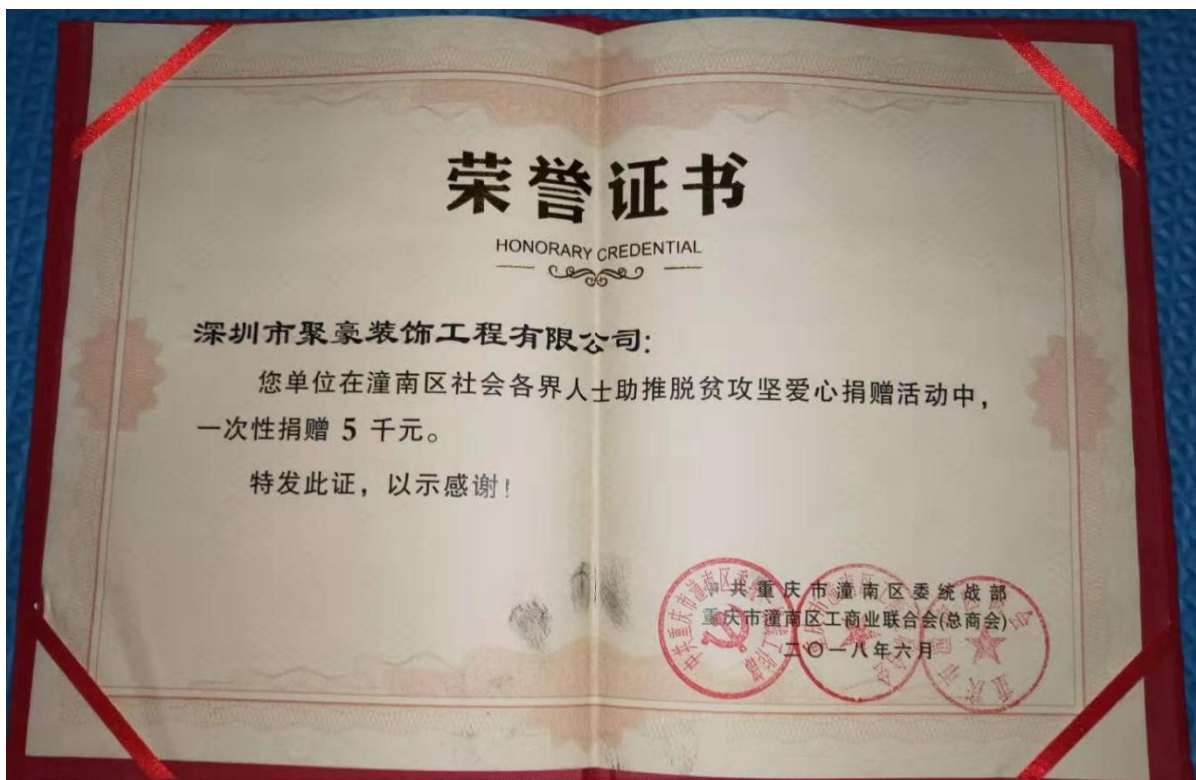 荣誉证书
HONORARY CREDENTIAL
深圳市聚豪装饰工程有限公司:
您单位在潼南区社会各界人士助推脱贫攻坚爱心捐赠活动中，
一次性捐赠 5 千元。
特发此证，以示感谢！
中共重庆市潼南区委统战部
重庆市潼南区工商业联合会(总商会)
二〇一八年六月